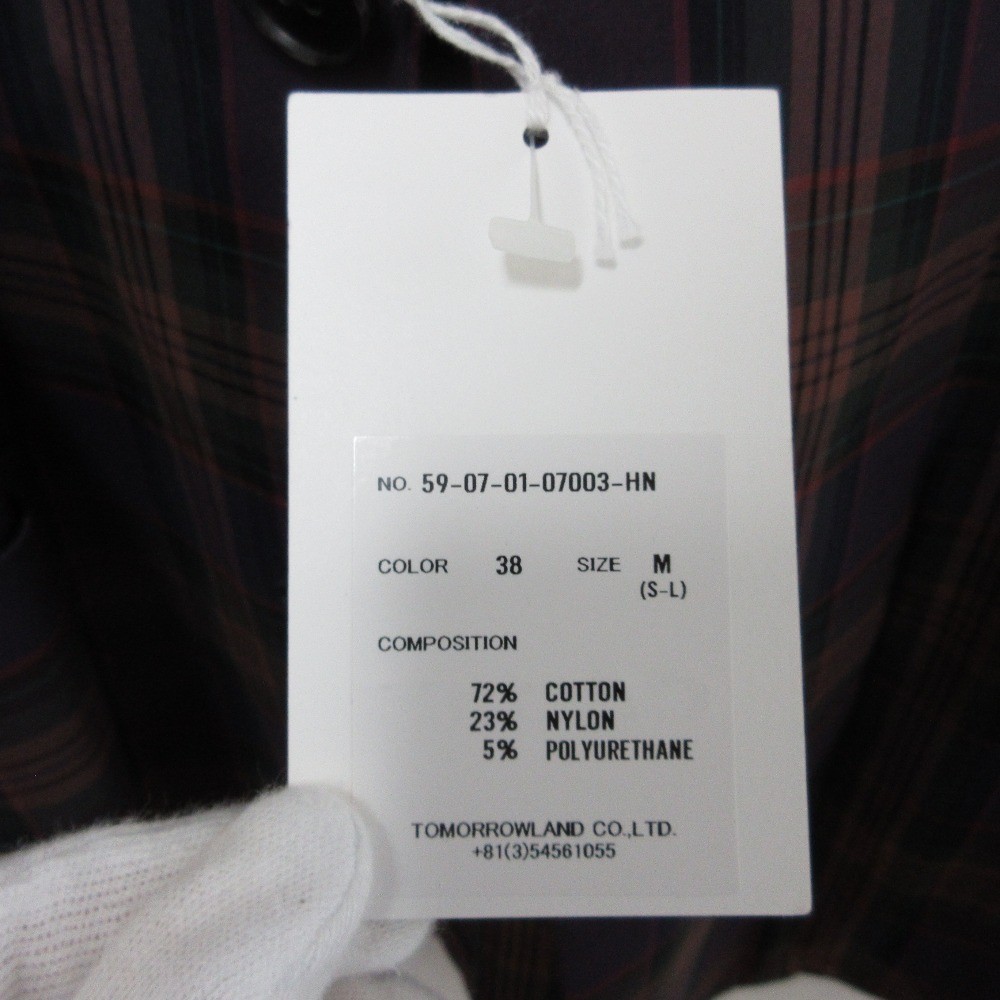 NO. 59-07-01-07003-HN
COLOR 38 SIZE M
(S-L)
COMPOSITION
72% COTTON
23% NYLON
5% POLYURETHANE
TOMORROWLAND CO.,LTD.
+81(3)54561055